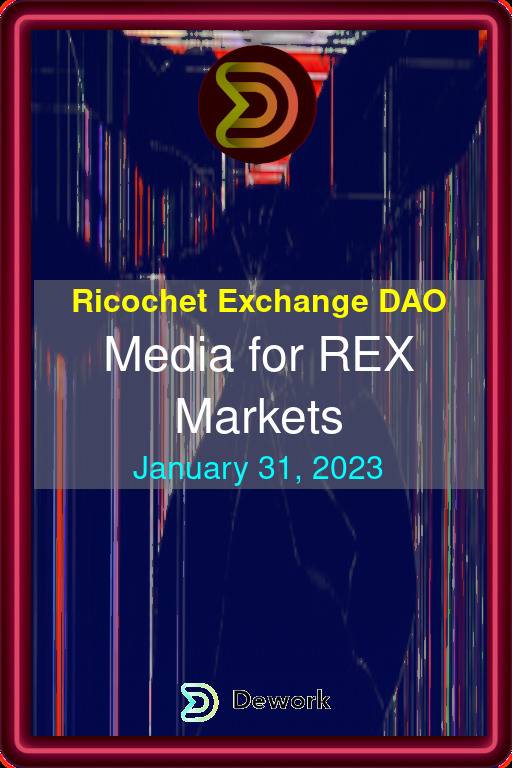 Ricochet Exchange DAO
Media for REX
Markets
January 31, 2023
Dework